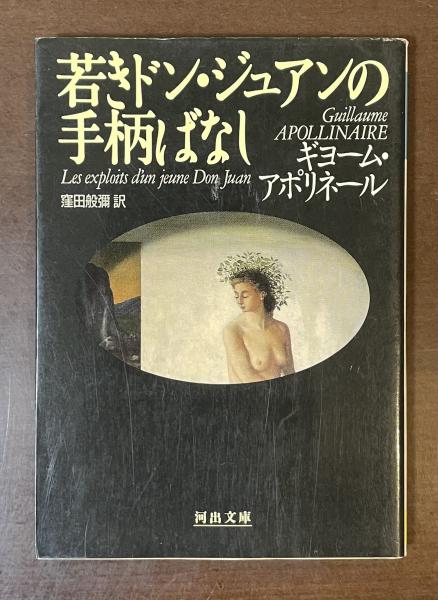 若きドン・ジュアンの
手柄ばなし
Guillaume
APOLLINAIRE
ギヨーム・
アポリネール
Les exploits d'un jeune Don Juan
窪田般彌 訳
河出文庫